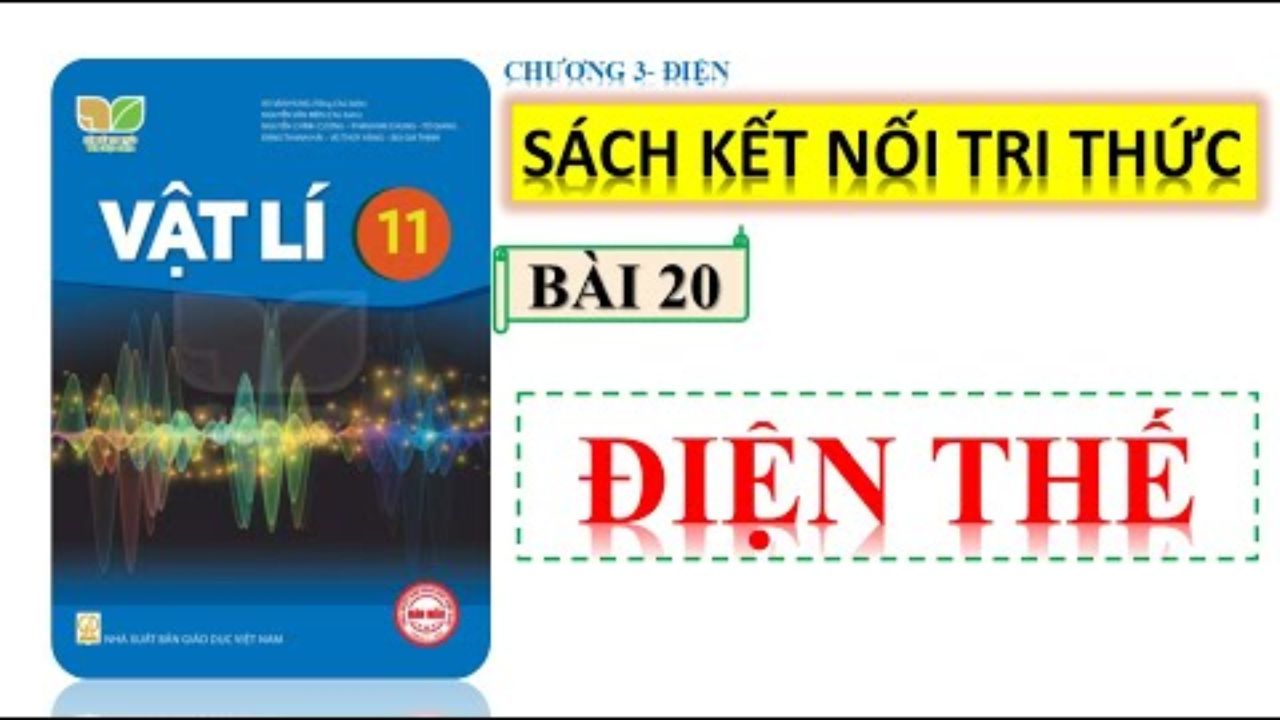 CHƯƠNG 3- ĐIỆN
SÁCH KẾT NỐI TRI THỨC
VẬT LÍ 11
BÀI 20
ĐIỆN THẾ
NHÀ XUẤT BẢN GIÁO DỤC VIỆT NAM